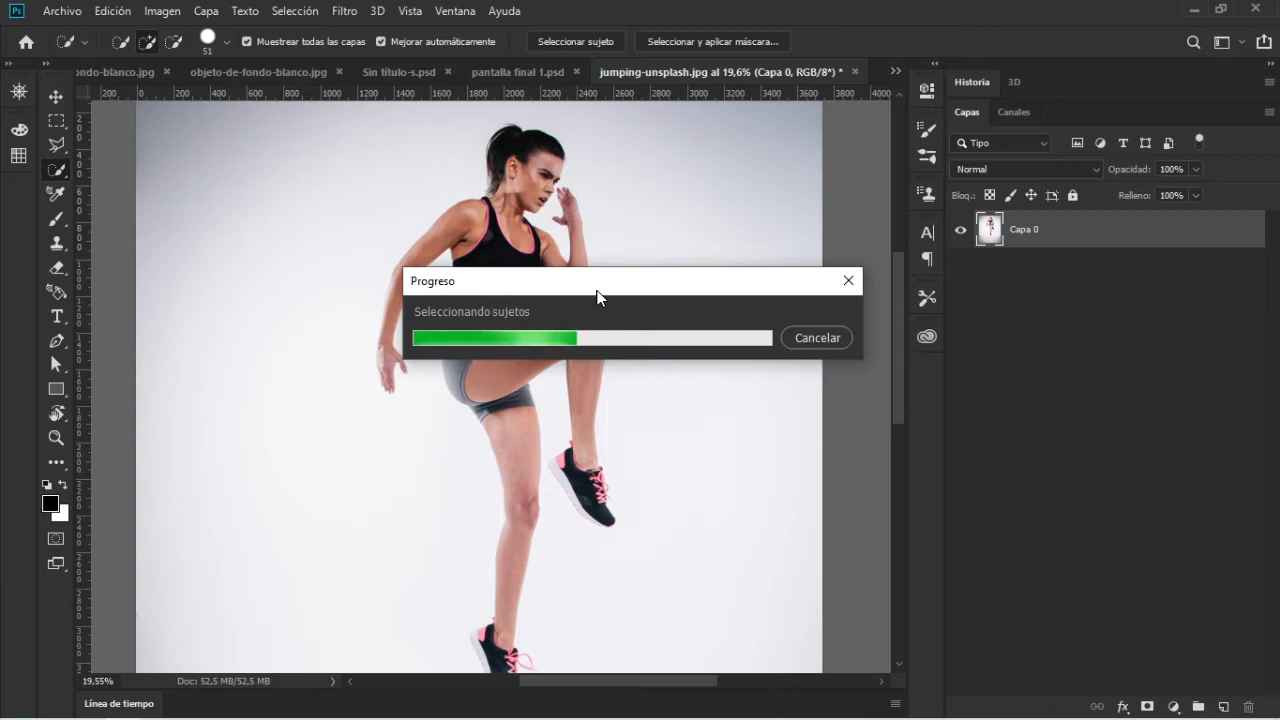 Ps Archivo Edición Imagen Capa Texto Selección Filtro 3D Vista Ventana Ayuda
51 Muestrear todas las capas Mejorar automáticamente Seleccionar sujeto Seleccionar y aplicar máscara...
ondo-blanco.jpg × objeto-de-fondo-blanco.jpg × Sin título-s.psd × pantalla final 1.psd × jumping-unsplash.jpg al 19,6% (Capa 0, RGB/8*) * ×
200 0 200 400 600 800 1000 1200 1400 1600 1800 2000 2200 2400 2600 2800 3000 3200 3400 3600 3800 4000
Historia 3D
Capas Canales
Tipo
Normal Opacidad: 100%
Bloq.: Relleno: 100%
Capa 0
Progreso
Seleccionando sujetos
Cancelar
19,55% Doc: 52,5 MB/52,5 MB
Línea de tiempo